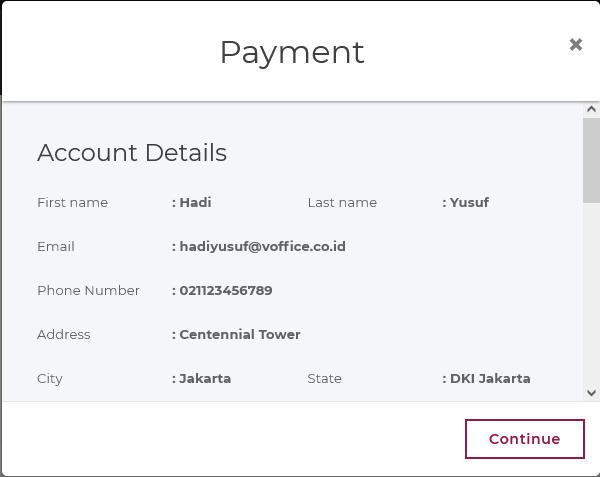 Payment
Account Details
First name : Hadi Last name : Yusuf
Email : hadiyusuf@voffice.co.id
Phone Number : 021123456789
Address : Centennial Tower
City : Jakarta State : DKI Jakarta
Continue